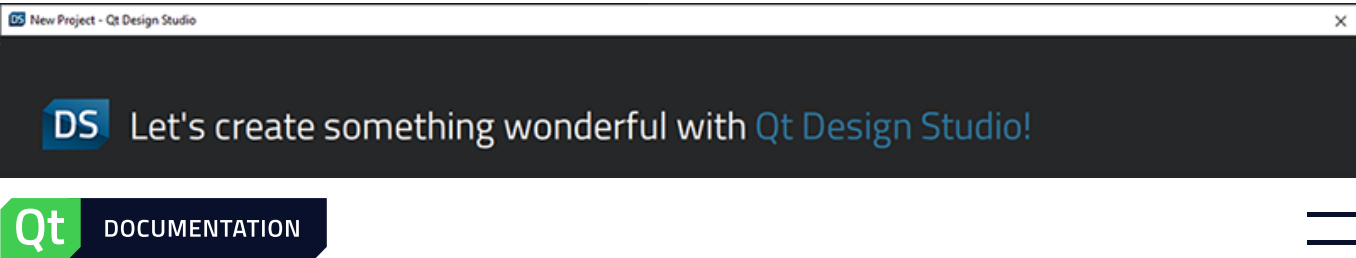 DS New Project - Qt Design Studio
DS Let's create something wonderful with Qt Design Studio!
Qt DOCUMENTATION